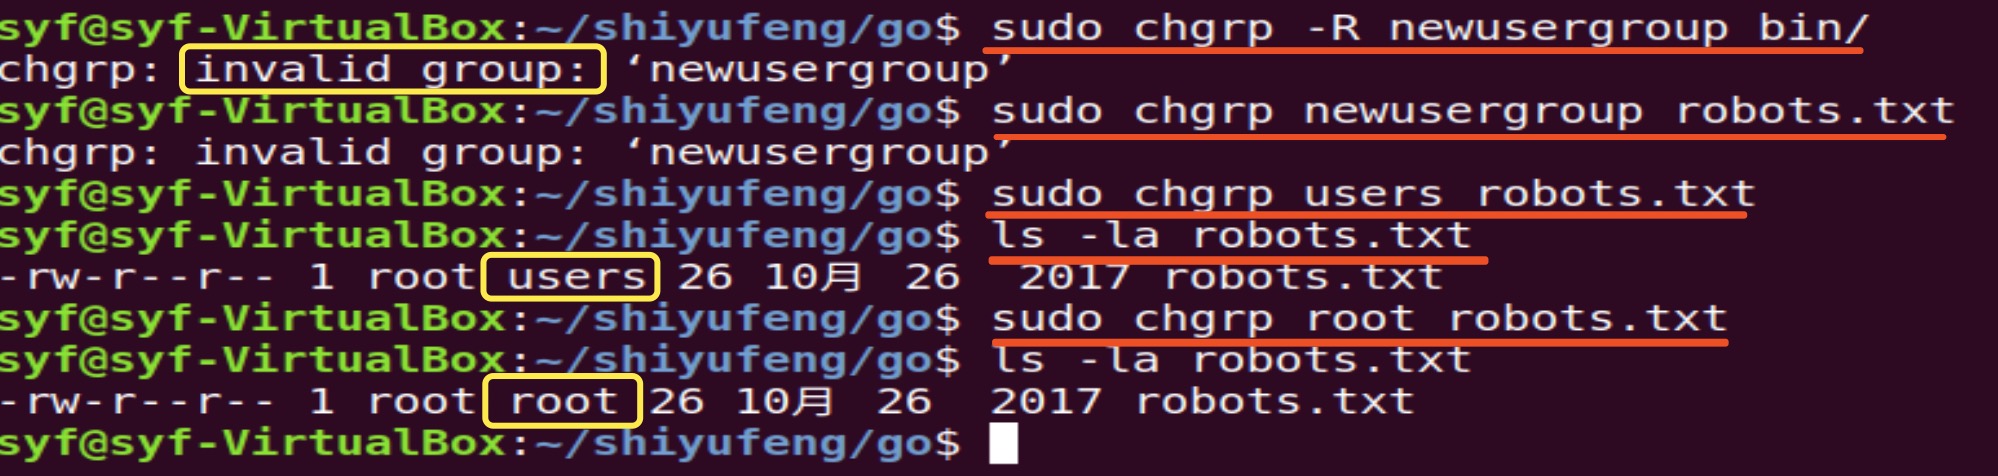 syf@syf-VirtualBox:~/shiyufeng/go$ sudo chgrp -R newusergroup bin/
chgrp: invalid group: ‘newusergroup’
syf@syf-VirtualBox:~/shiyufeng/go$ sudo chgrp newusergroup robots.txt
chgrp: invalid group: ‘newusergroup’
syf@syf-VirtualBox:~/shiyufeng/go$ sudo chgrp users robots.txt
syf@syf-VirtualBox:~/shiyufeng/go$ ls -la robots.txt
-rw-r--r-- 1 root users 26 10月 26  2017 robots.txt
syf@syf-VirtualBox:~/shiyufeng/go$ sudo chgrp root robots.txt
syf@syf-VirtualBox:~/shiyufeng/go$ ls -la robots.txt
-rw-r--r-- 1 root root 26 10月 26  2017 robots.txt
syf@syf-VirtualBox:~/shiyufeng/go$